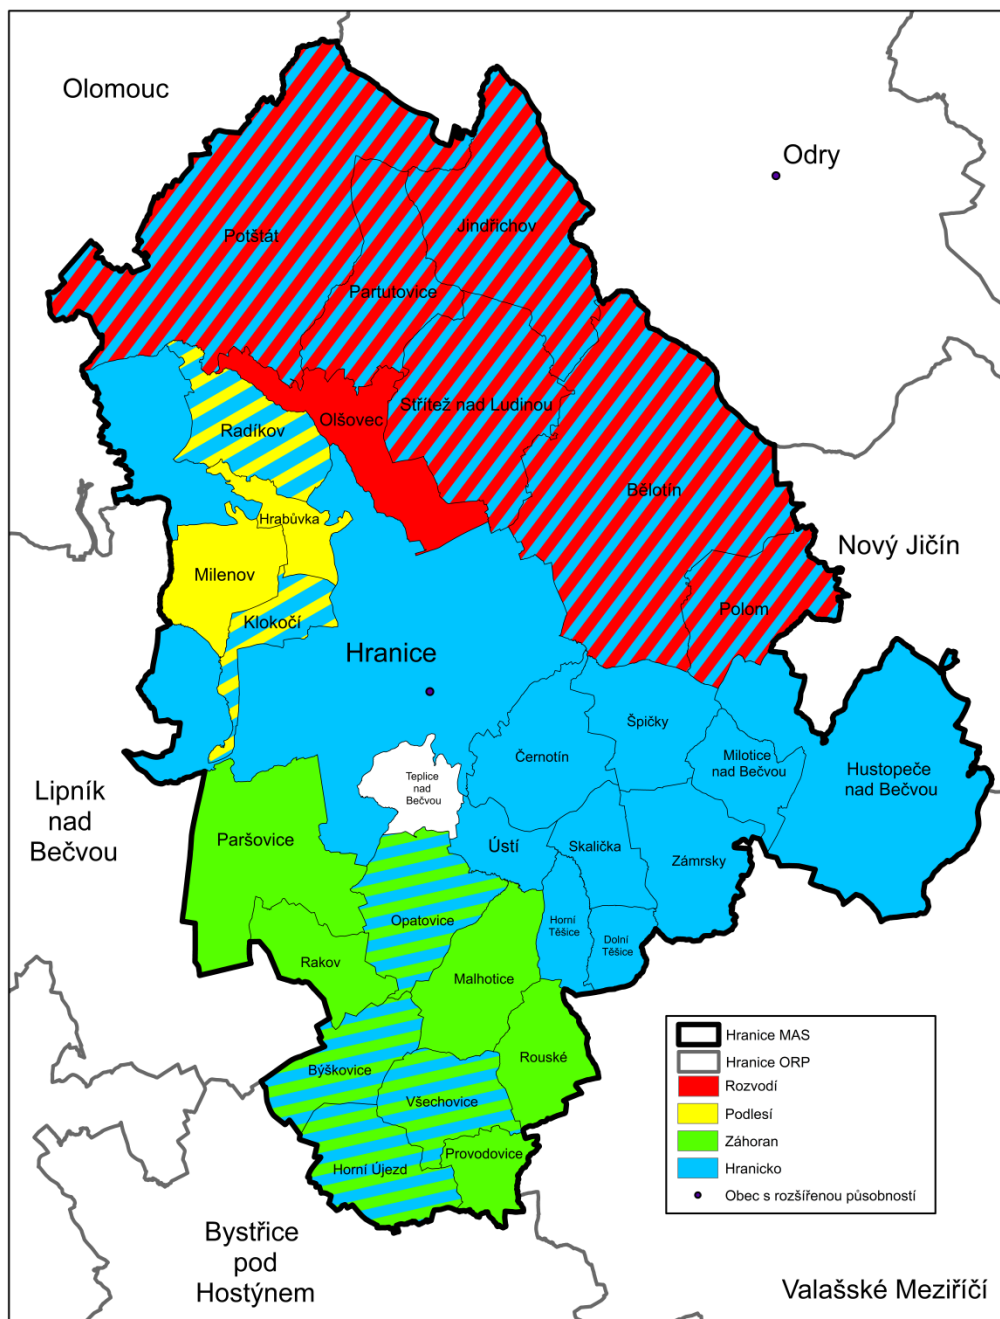 Olomouc
Odry
Jindřichov
Potštát
Partutovice
Střítež nad Ludinou
Olšovec
Radíkov
Bělotín
Hrabůvka
Nový Jičín
Milenov
Polom
Klokočí
Hranice
Špičky
Černotín
Milotice
nad Bečvou
Hustopeče
nad Bečvou
Teplice
nad
Bečvou
Lipník
nad
Bečvou
Paršovice
Ústí
Skalička
Zámrsky
Opatovice
Horní
Těšice
Dolní
Těšice
Rakov
Malhotice
Rouské
Býškovice
Všechovice
Provodovice
Horní Újezd
Hranice MAS
Hranice ORP
Rozvodí
Podlesí
Záhoran
Hranicko
Obec s rozšířenou působností
Bystřice
pod
Hostýnem
Valašské Meziříčí